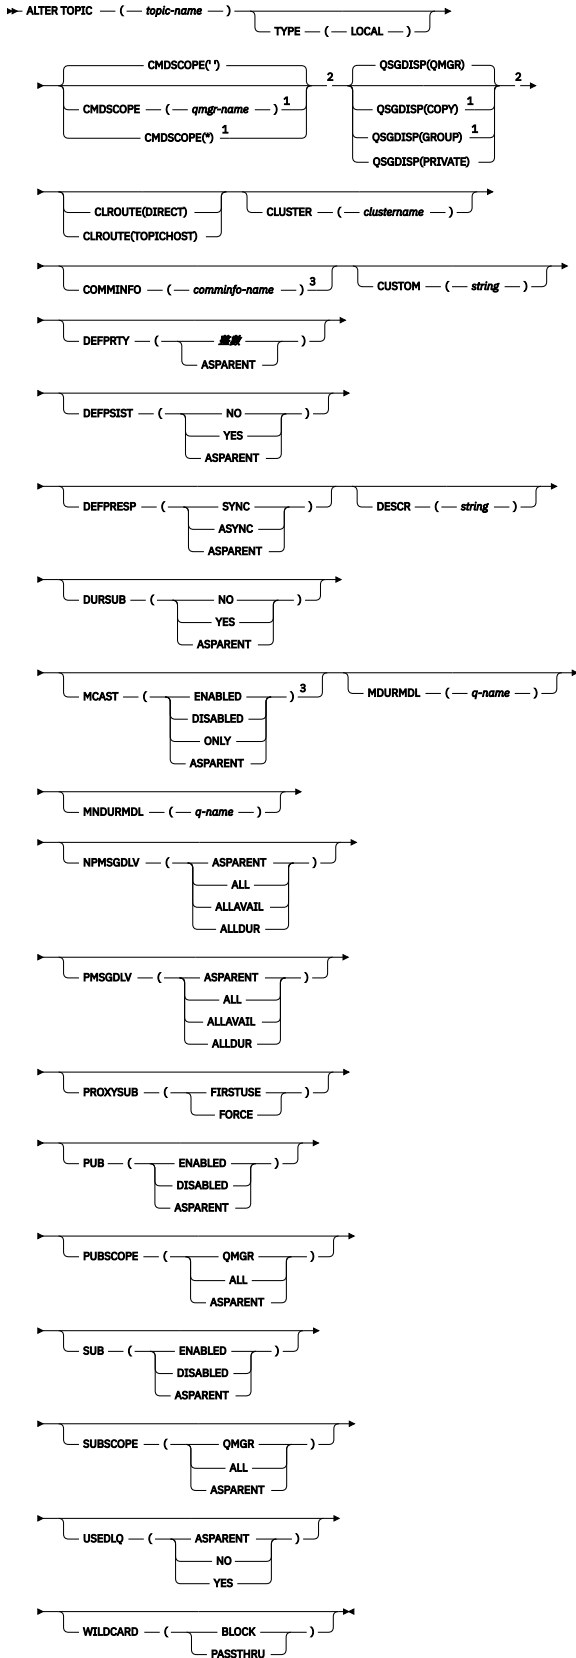 ALTER TOPIC ( topic-name ) TYPE ( LOCAL )
CMDSCOPE(' ') 2 QSGDISP(QMGR) 2
CMDSCOPE ( qmgr-name ) 1 QSGDISP(COPY) 1
CMDSCOPE(*) 1 QSGDISP(GROUP) 1
QSGDISP(PRIVATE)
CLROUTE(DIRECT) CLUSTER ( clustername )
CLROUTE(TOPICHOST)
COMMINFO ( comminfo-name ) 3 CUSTOM ( string )
DEFPRTY ( 整数 )
ASPARENT
DEFPSIST ( NO )
YES
ASPARENT
DEFPRESP ( SYNC ) DESCR ( string )
ASYNC
ASPARENT
DURSUB ( NO )
YES
ASPARENT
MCAST ( ENABLED ) 3 MDURMDL ( q-name )
DISABLED
ONLY
ASPARENT
MNDURMDL ( q-name )
NPMSGDLV ( ASPARENT )
ALL
ALLAVAIL
ALLDUR
PMSGDLV ( ASPARENT )
ALL
ALLAVAIL
ALLDUR
PROXYSUB ( FIRSTUSE )
FORCE
PUB ( ENABLED )
DISABLED
ASPARENT
PUBSCOPE ( QMGR )
ALL
ASPARENT
SUB ( ENABLED )
DISABLED
ASPARENT
SUBSCOPE ( QMGR )
ALL
ASPARENT
USEDLQ ( ASPARENT )
NO
YES
WILDCARD ( BLOCK )
PASSTHRU